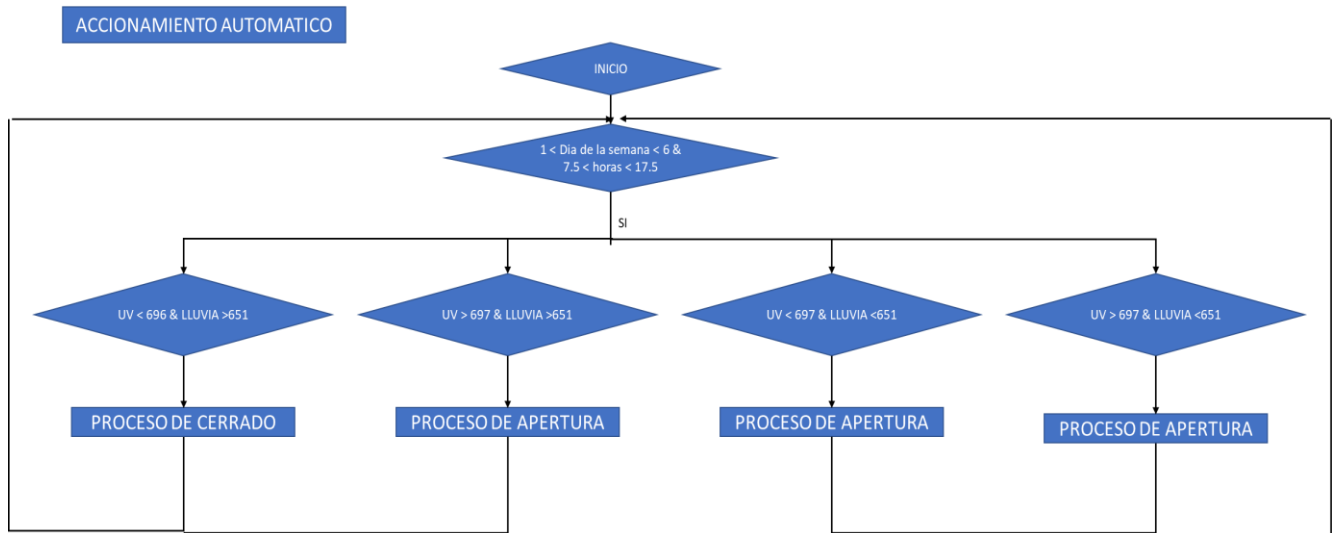 ACCIONAMIENTO AUTOMATICO
INICIO
1 < Dia de la semana < 6 &
7.5 < horas < 17.5
SI
UV < 696 & LLUVIA >651
UV > 697 & LLUVIA >651
UV < 697 & LLUVIA <651
UV > 697 & LLUVIA <651
PROCESO DE CERRADO
PROCESO DE APERTURA
PROCESO DE APERTURA
PROCESO DE APERTURA